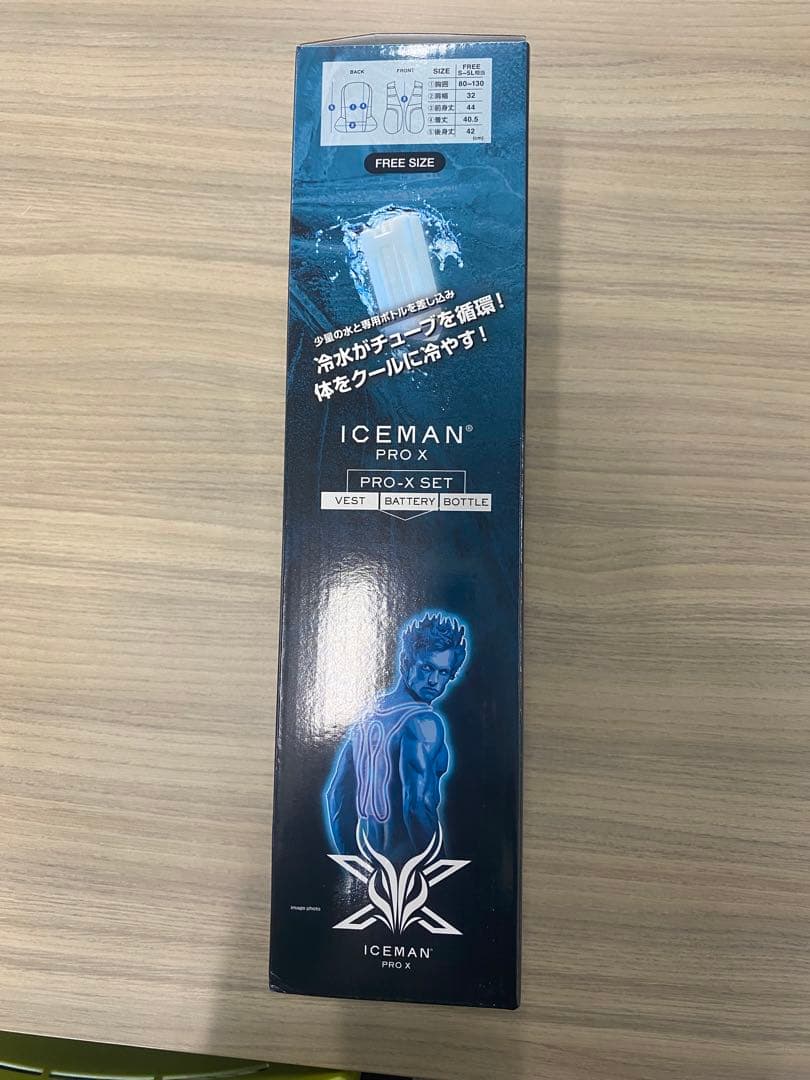 BACK
FRONT
SIZE
FREE
S~5L相当
①胸囲 80~130
②肩幅 32
③前身丈 44
④着丈 40.5
⑤後身丈 42
(cm)
FREE SIZE
少量の水と専用ボトルを差し込み
冷水がチューブを循環!
体をクールに冷やす!
ICEMAN®
PRO X
PRO-X SET
VEST BATTERY BOTTLE
image photo
ICEMAN®
PRO X